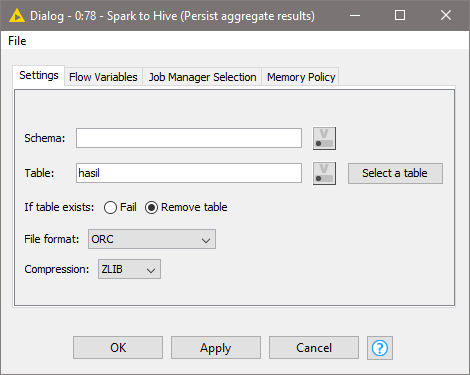 Dialog - 0:78 - Spark to Hive (Persist aggregate results)
File
Settings Flow Variables Job Manager Selection Memory Policy
Schema:
Table: hasil Select a table
If table exists: Fail Remove table
File format: ORC
Compression: ZLIB
OK Apply Cancel ?